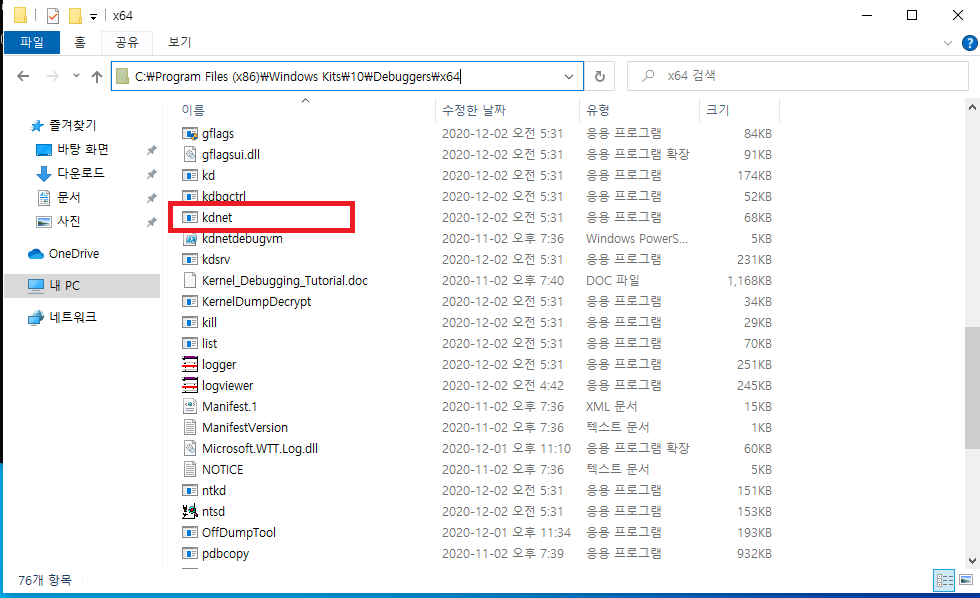 x64
파일 홈 공유 보기
C:₩Program Files (x86)₩Windows Kits₩10₩Debuggers₩x64 x64 검색
즐겨찾기
바탕 화면
다운로드
문서
사진
OneDrive
내 PC
네트워크
이름 수정한 날짜 유형 크기
gflags 2020-12-02 오전 5:31 응용 프로그램 84KB
gflagsui.dll 2020-12-02 오전 5:31 응용 프로그램 확장 91KB
kd 2020-12-02 오전 5:31 응용 프로그램 174KB
kdbgctrl 2020-12-02 오전 5:31 응용 프로그램 52KB
kdnet 2020-12-02 오전 5:31 응용 프로그램 68KB
kdnetdebugvm 2020-11-02 오후 7:36 Windows PowerS... 5KB
kdsrv 2020-12-02 오전 5:31 응용 프로그램 231KB
Kernel_Debugging_Tutorial.doc 2020-11-02 오후 7:40 DOC 파일 1,168KB
KernelDumpDecrypt 2020-12-02 오전 5:31 응용 프로그램 34KB
kill 2020-12-02 오전 5:31 응용 프로그램 29KB
list 2020-12-02 오전 5:31 응용 프로그램 70KB
logger 2020-12-02 오전 5:31 응용 프로그램 251KB
logviewer 2020-12-02 오전 4:42 응용 프로그램 245KB
Manifest.1 2020-11-02 오후 7:36 XML 문서 15KB
ManifestVersion 2020-11-02 오후 7:36 텍스트 문서 1KB
Microsoft.WTT.Log.dll 2020-12-01 오후 11:10 응용 프로그램 확장 60KB
NOTICE 2020-11-02 오후 7:36 텍스트 문서 5KB
ntkd 2020-12-02 오전 5:31 응용 프로그램 151KB
ntsd 2020-12-02 오전 5:31 응용 프로그램 153KB
OffDumpTool 2020-12-01 오후 11:34 응용 프로그램 193KB
pdbcopy 2020-11-02 오후 7:39 응용 프로그램 932KB
76개 항목